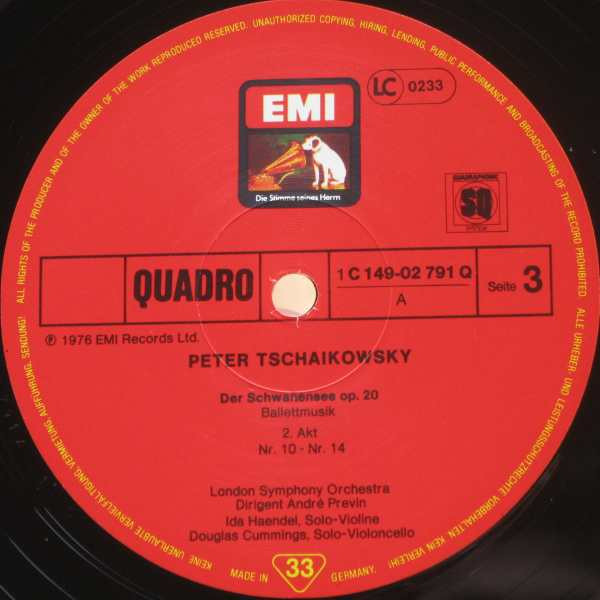 ALL RIGHTS OF THE PRODUCER AND OF THE OWNER OF THE WORK REPRODUCED RESERVED. UNAUTHORIZED COPYING, HIRING, LENDING, PUBLIC PERFORMANCE AND BROADCASTING OF THE RECORD PROHIBITED.
ALLE URHEBER- UND LEISTUNGSSCHUTZRECHTE VORBEHALTEN. KEIN VERLEIH! KEINE UNERLAUBTE VERVIELFÄLTIGUNG, VERMIETUNG, AUFFÜHRUNG, SENDUNG!
EMI
LC 0233
Die Stimme seines Herrn
QUADRAPHONIC
SQ
SYSTEM
QUADRO
1 C 149-02 791 Q
A
Seite 3
℗ 1976 EMI Records Ltd.
PETER TSCHAIKOWSKY
Der Schwanensee op. 20
Ballettmusik
2. Akt
Nr. 10 - Nr. 14
London Symphony Orchestra
Dirigent André Previn
Ida Haendel, Solo-Violine
Douglas Cummings, Solo-Violoncello
MADE IN 33 GERMANY.